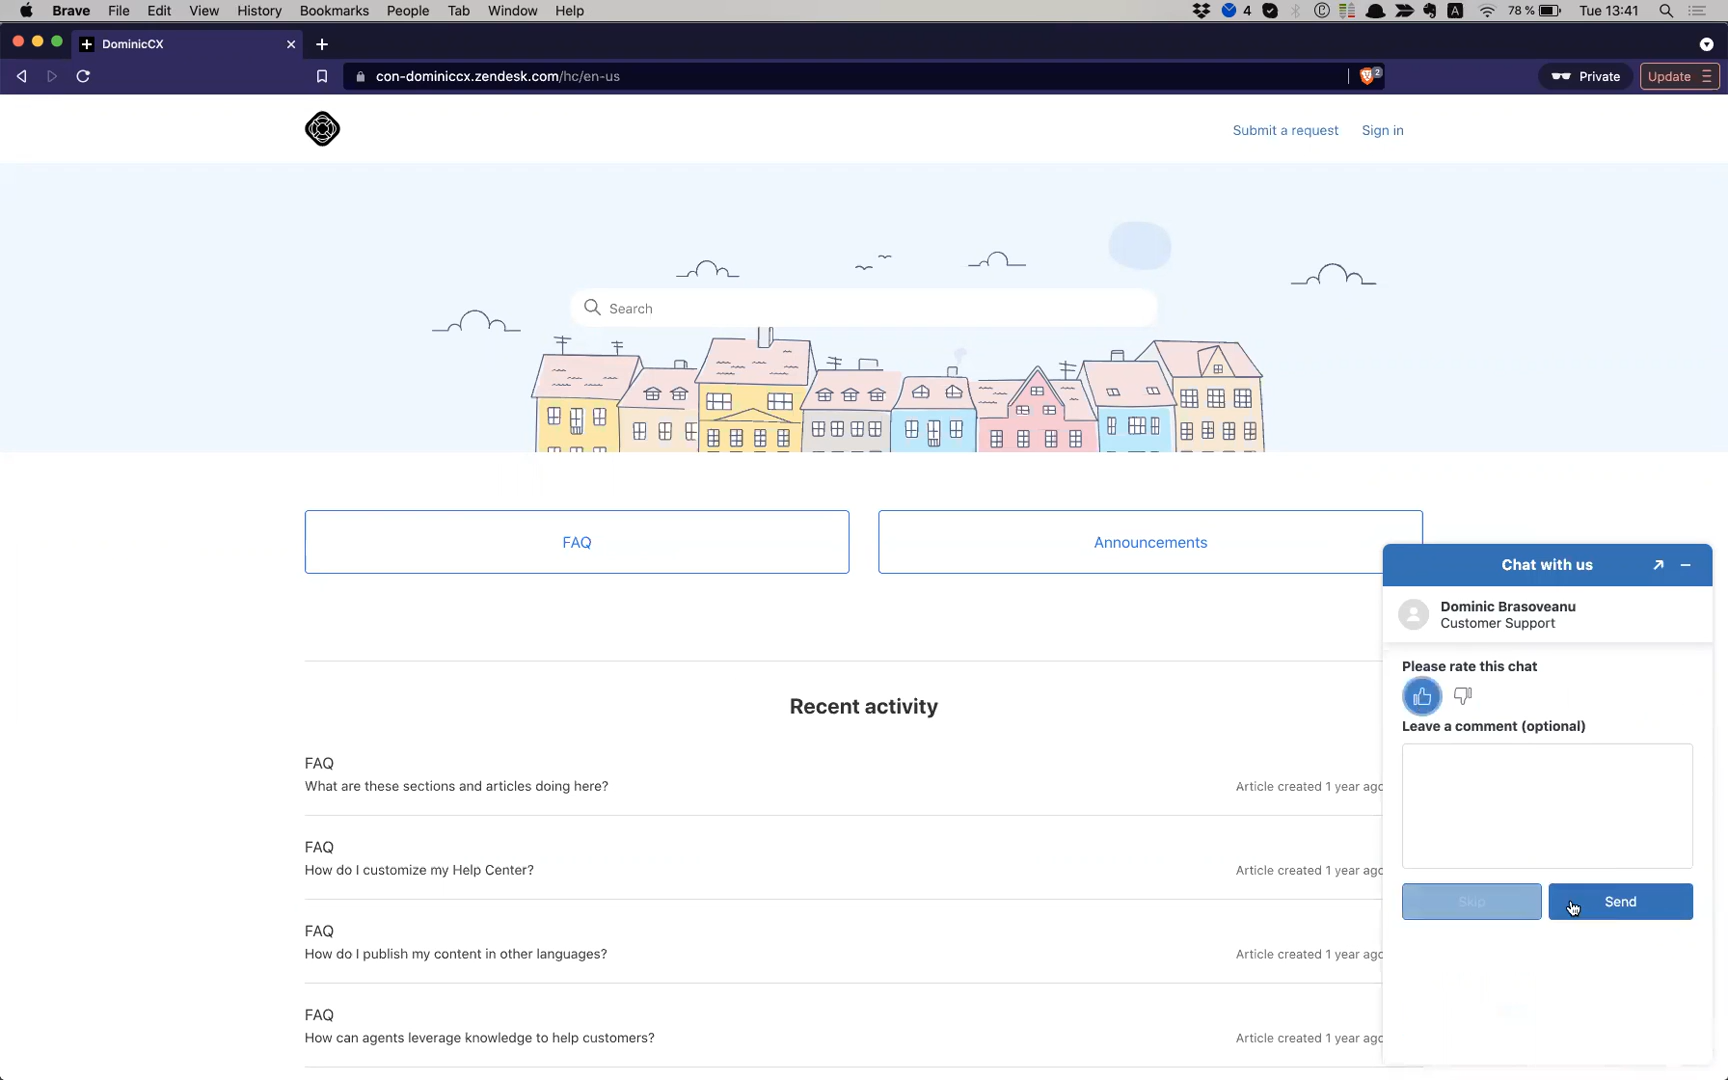 Brave File Edit View History Bookmarks People Tab Window Help
4 A 78 % Tue 13:41
DominicCX
con-dominiccx.zendesk.com/hc/en-us
2
Private
Update
Submit a request Sign in
Search
FAQ
Announcements
Recent activity
FAQ
What are these sections and articles doing here?
Article created 1 year ago
FAQ
How do I customize my Help Center?
Article created 1 year ago
FAQ
How do I publish my content in other languages?
Article created 1 year ago
FAQ
How can agents leverage knowledge to help customers?
Article created 1 year ago
Chat with us
Dominic Brasoveanu
Customer Support
Please rate this chat
Leave a comment (optional)
Skip
Send